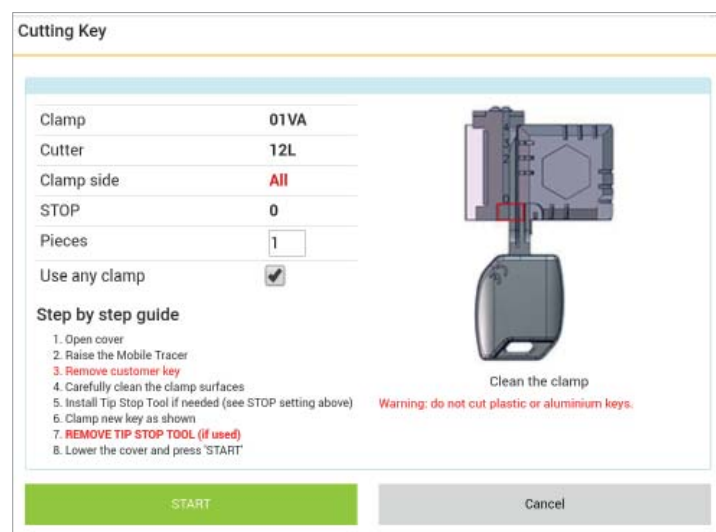 Cutting Key
Clamp 01VA
Cutter 12L
Clamp side All
STOP 0
Pieces 1
Use any clamp
Step by step guide
1. Open cover
2. Raise the Mobile Tracer
3. Remove customer key
4. Carefully clean the clamp surfaces
5. Install Tip Stop Tool if needed (see STOP setting above)
6. Clamp new key as shown
7. REMOVE TIP STOP TOOL (if used)
8. Lower the cover and press 'START'
Clean the clamp
Warning: do not cut plastic or aluminium keys.
START Cancel